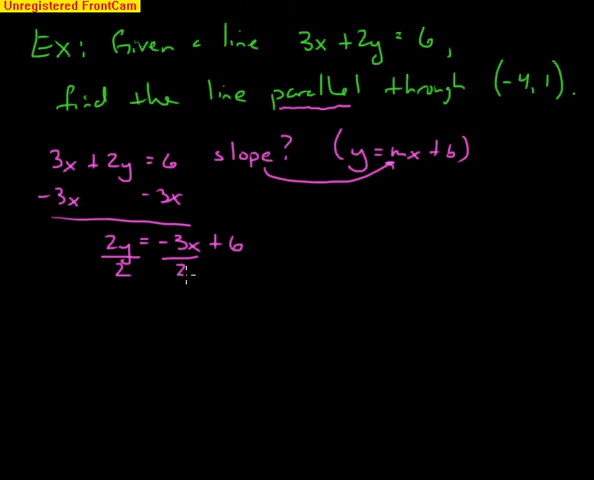 Unregistered FrontCam
Ex: Given a line 3x + 2y = 6,
find the line parallel through (-4, 1).
3x + 2y = 6 slope? (y = mx + b)
-3x -3x
2y = -3x + 6
2 2